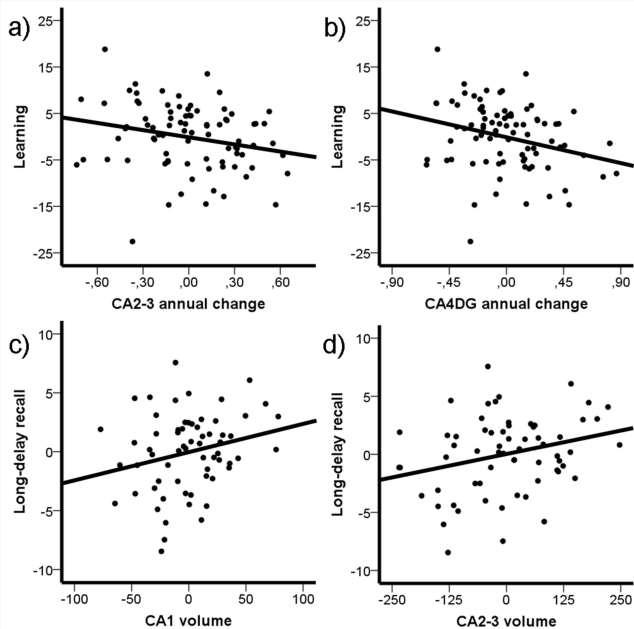 a)
25
15
5
-5
-15
-25
Learning
-,60 -,30 ,00 ,30 ,60
CA2-3 annual change
b)
25
15
5
-5
-15
-25
Learning
-,90 -,45 ,00 ,45 ,90
CA4DG annual change
c)
10
5
0
-5
-10
Long-delay recall
-100 -50 0 50 100
CA1 volume
d)
10
5
0
-5
-10
Long-delay recall
-250 -125 0 125 250
CA2-3 volume